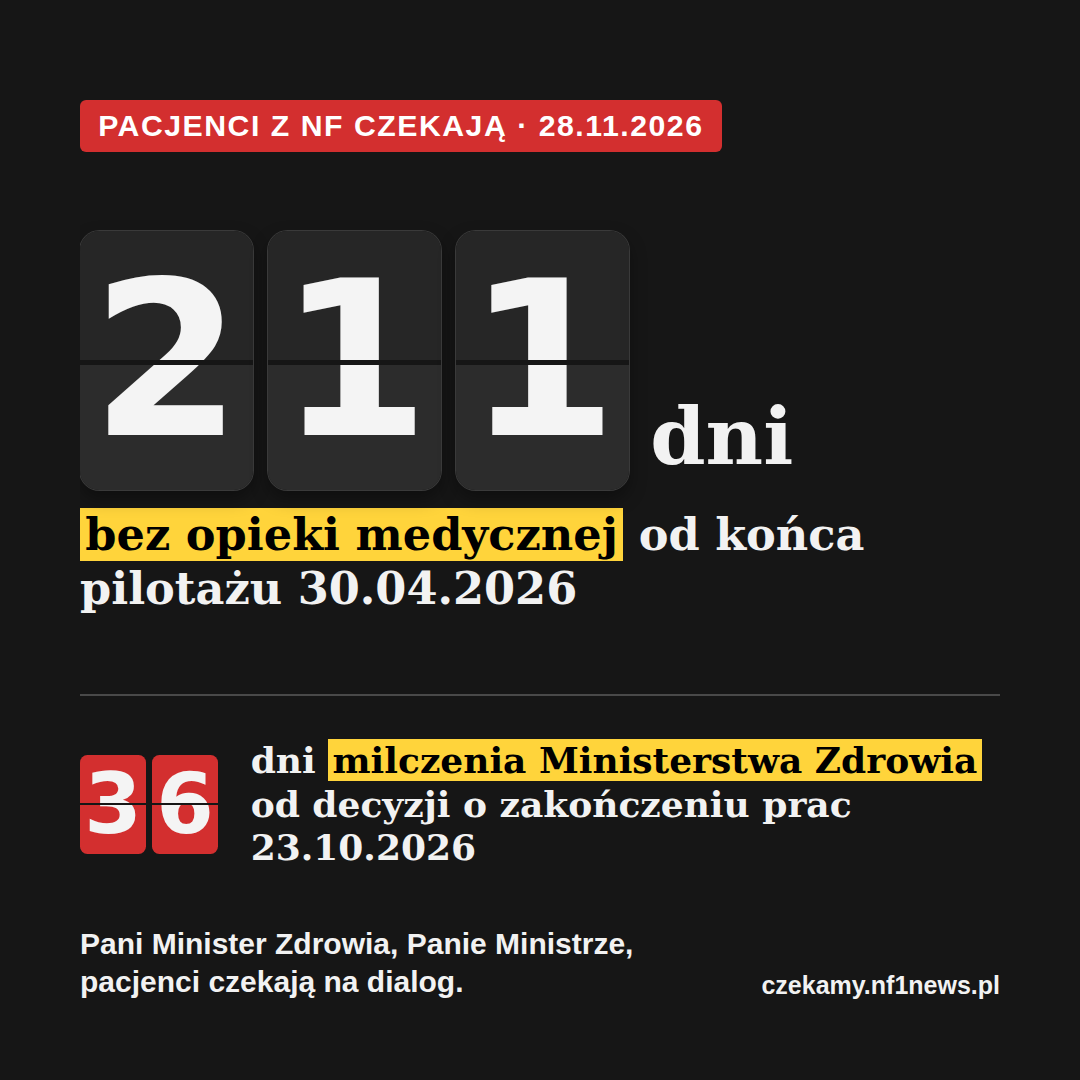 PACJENCI Z NF CZEKAJĄ · 28.11.2026
211 dni
bez opieki medycznej od końca
pilotażu 30.04.2026
36
dni milczenia Ministerstwa Zdrowia
od decyzji o zakończeniu prac
23.10.2026
Pani Minister Zdrowia, Panie Ministrze,
pacjenci czekają na dialog.
czekamy.nf1news.pl